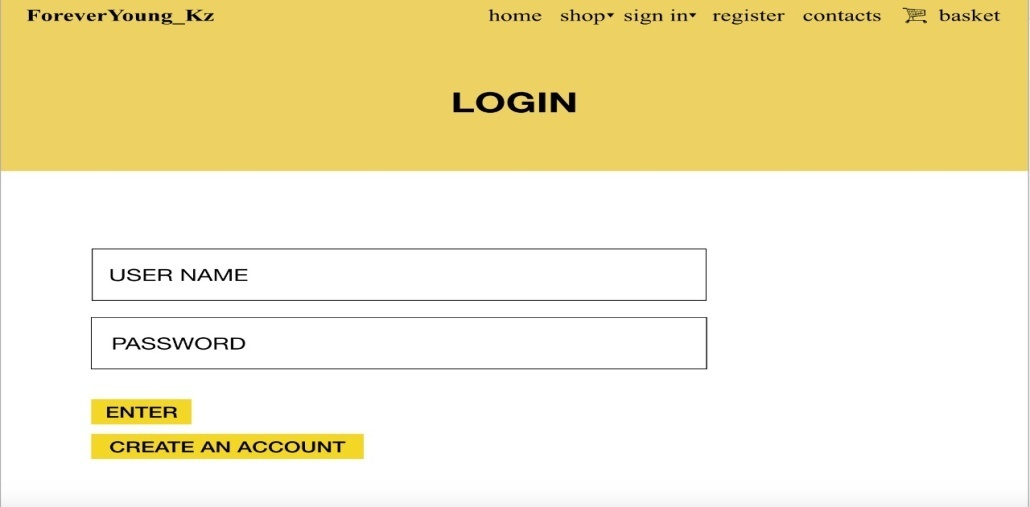 ForeverYoung_Kz home shop sign in register contacts basket
LOGIN
USER NAME
PASSWORD
ENTER
CREATE AN ACCOUNT